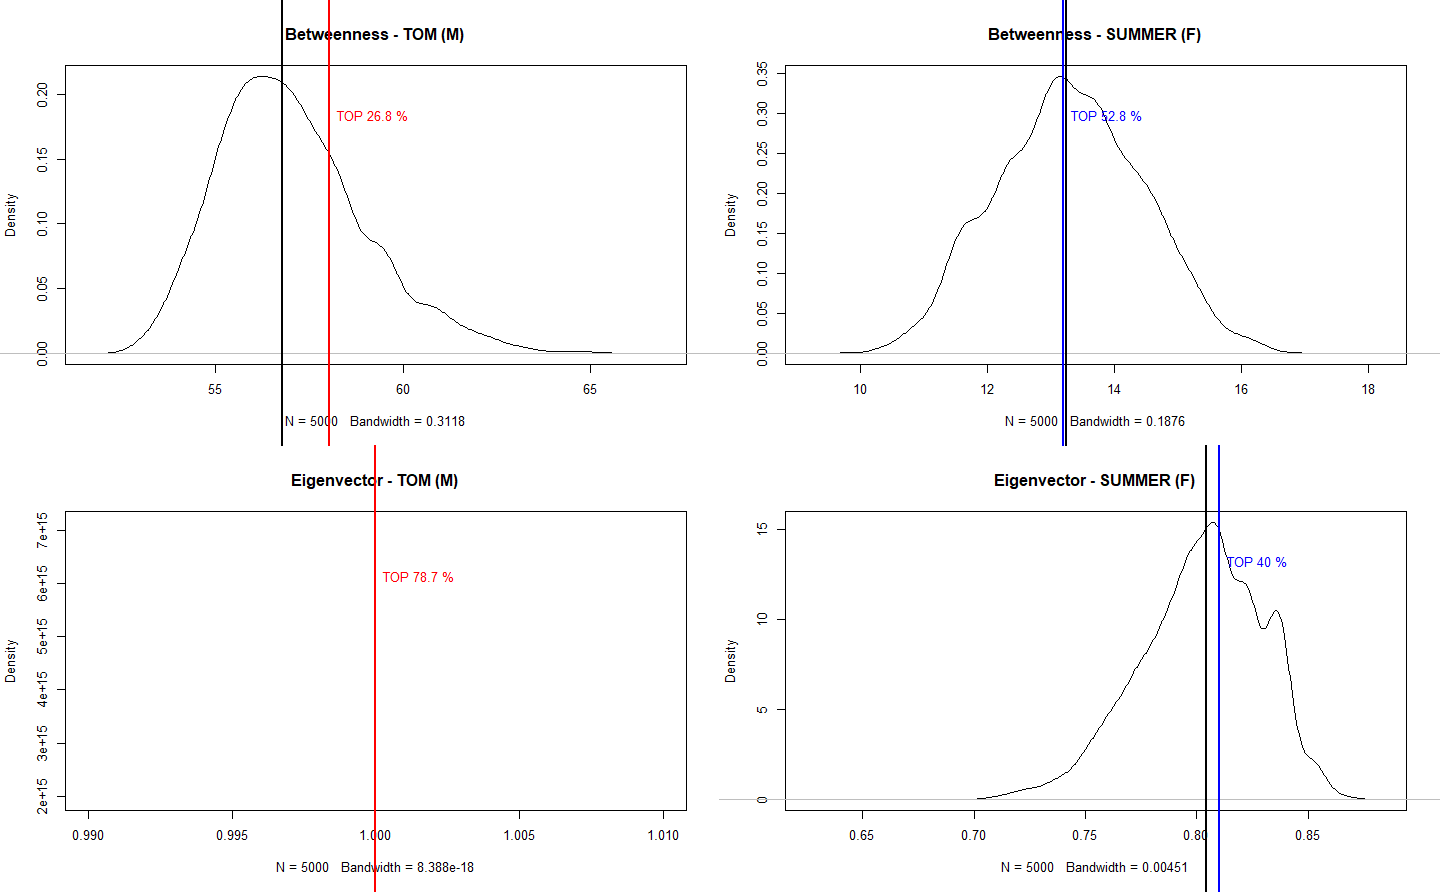 Betweenness - TOM (M)
TOP 26.8 %
Density
0.00 0.05 0.10 0.15 0.20
55 60 65
N = 5000 Bandwidth = 0.3118
Betweenness - SUMMER (F)
TOP 52.8 %
Density
0.00 0.05 0.10 0.15 0.20 0.25 0.30 0.35
10 12 14 16 18
N = 5000 Bandwidth = 0.1876
Eigenvector - TOM (M)
TOP 78.7 %
Density
2e+15 3e+15 4e+15 5e+15 6e+15 7e+15
0.990 0.995 1.000 1.005 1.010
N = 5000 Bandwidth = 8.388e-18
Eigenvector - SUMMER (F)
TOP 40 %
Density
0 5 10 15
0.65 0.70 0.75 0.80 0.85
N = 5000 Bandwidth = 0.00451